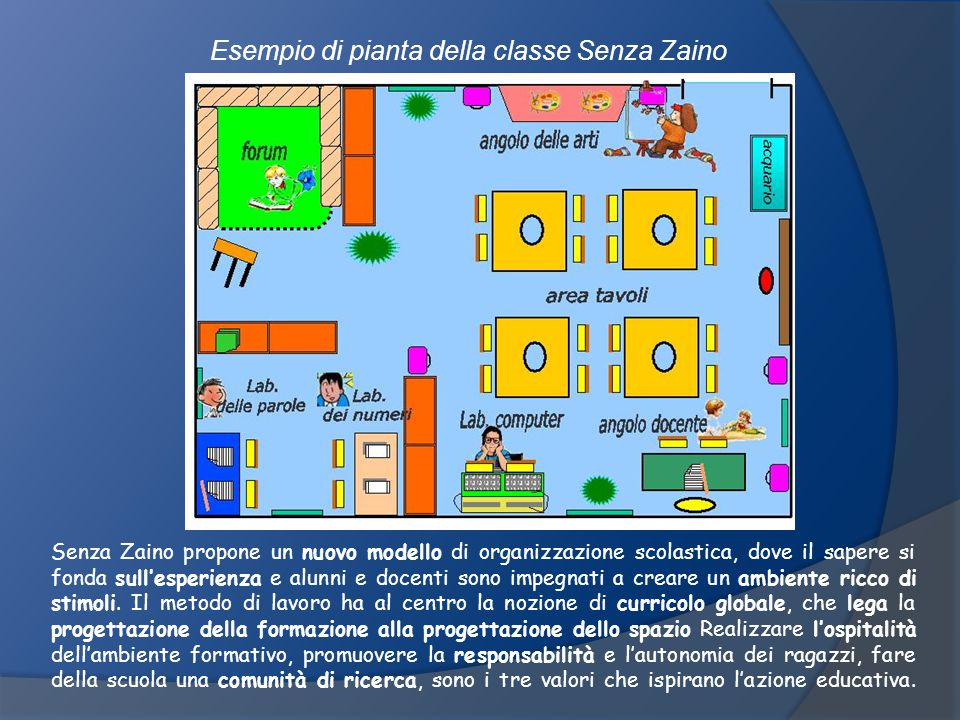 Esempio di pianta della classe Senza Zaino
forum
angolo delle arti
acquario
area tavoli
Lab.
delle parole
Lab.
dei numeri
Lab. computer
angolo docente
Senza Zaino propone un nuovo modello di organizzazione scolastica, dove il sapere si
fonda sull’esperienza e alunni e docenti sono impegnati a creare un ambiente ricco di
stimoli. Il metodo di lavoro ha al centro la nozione di curricolo globale, che lega la
progettazione della formazione alla progettazione dello spazio Realizzare l’ospitalità
dell’ambiente formativo, promuovere la responsabilità e l’autonomia dei ragazzi, fare
della scuola una comunità di ricerca, sono i tre valori che ispirano l’azione educativa.